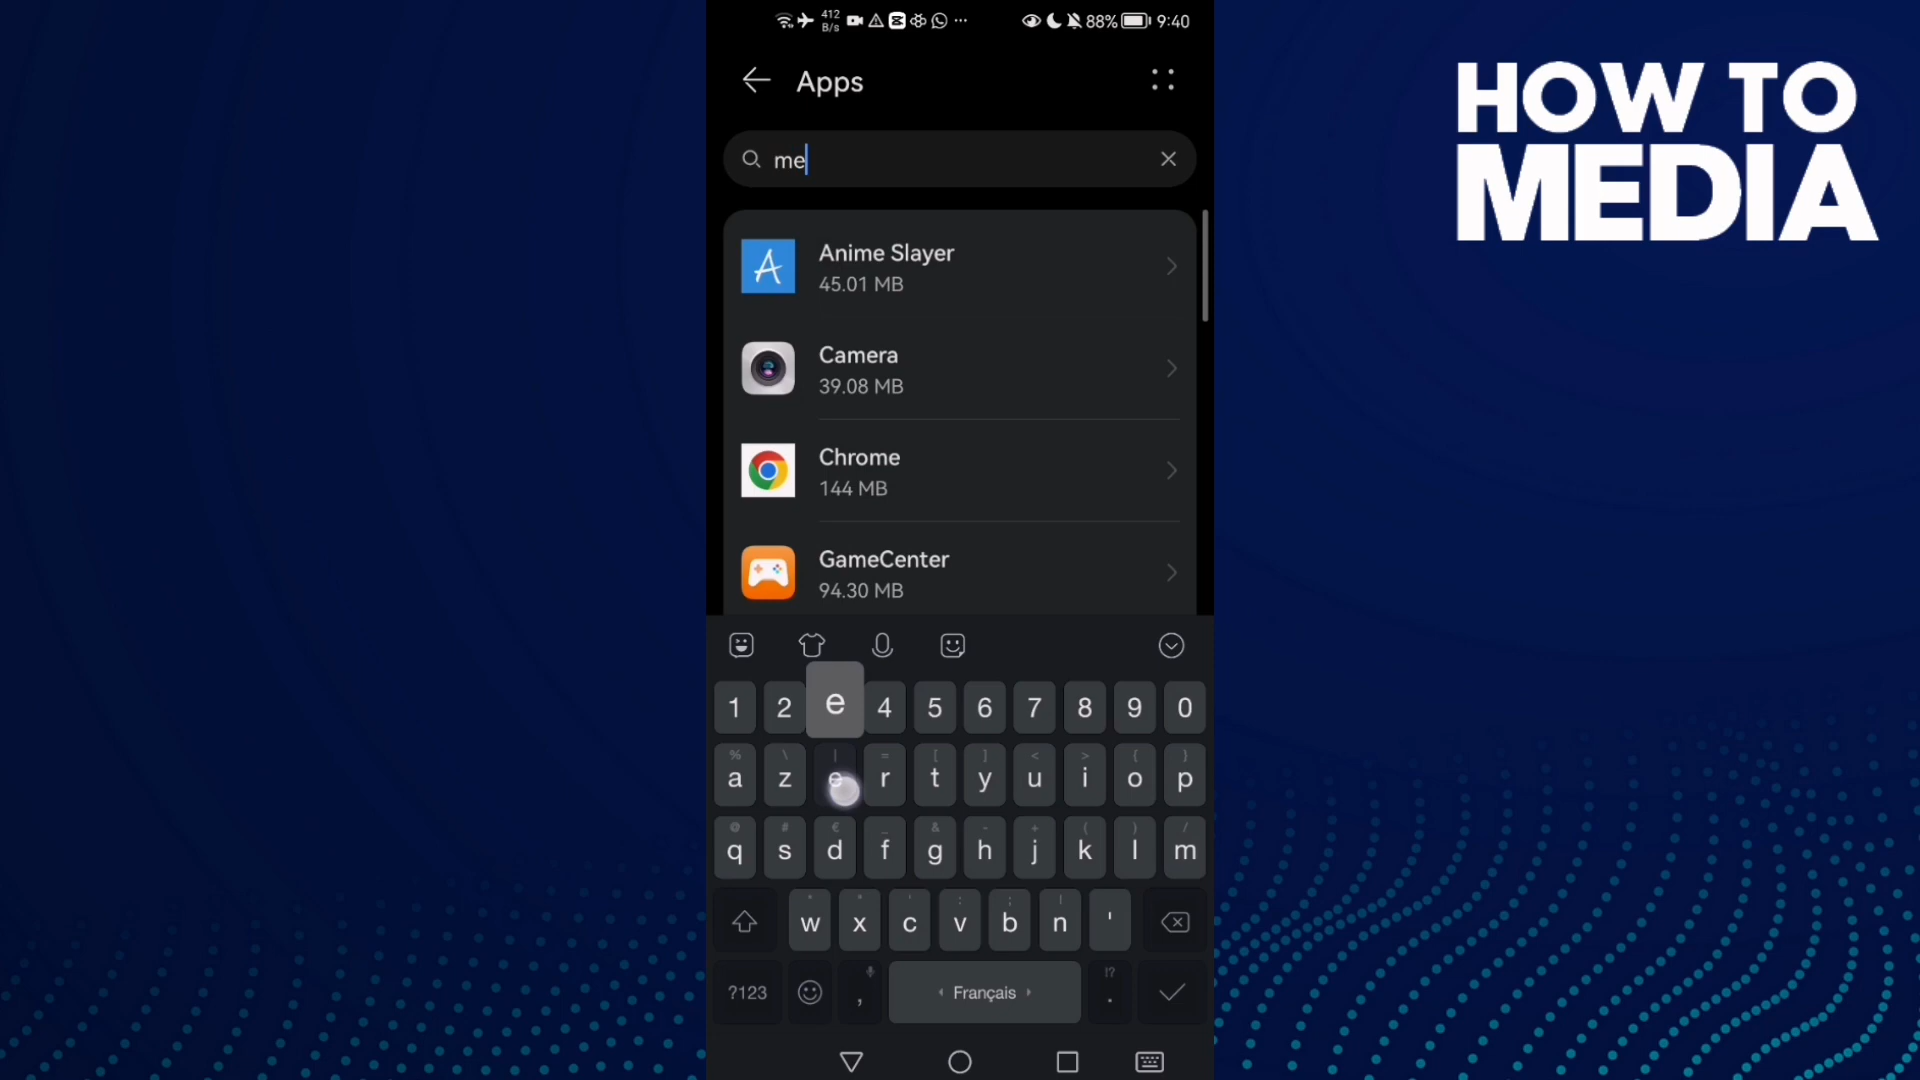 412
B/s
88%
9:40
Apps
me
Anime Slayer
45.01 MB
Camera
39.08 MB
Chrome
144 MB
GameCenter
94.30 MB
HOW TO
MEDIA
1 2 e 4 5 6 7 8 9 0
% \ | = [ ] < > { }
a z e r t y u i o p
@ # € _ & - + ( ) /
q s d f g h j k l m
w x c v b n '
!?
?123 , Français .